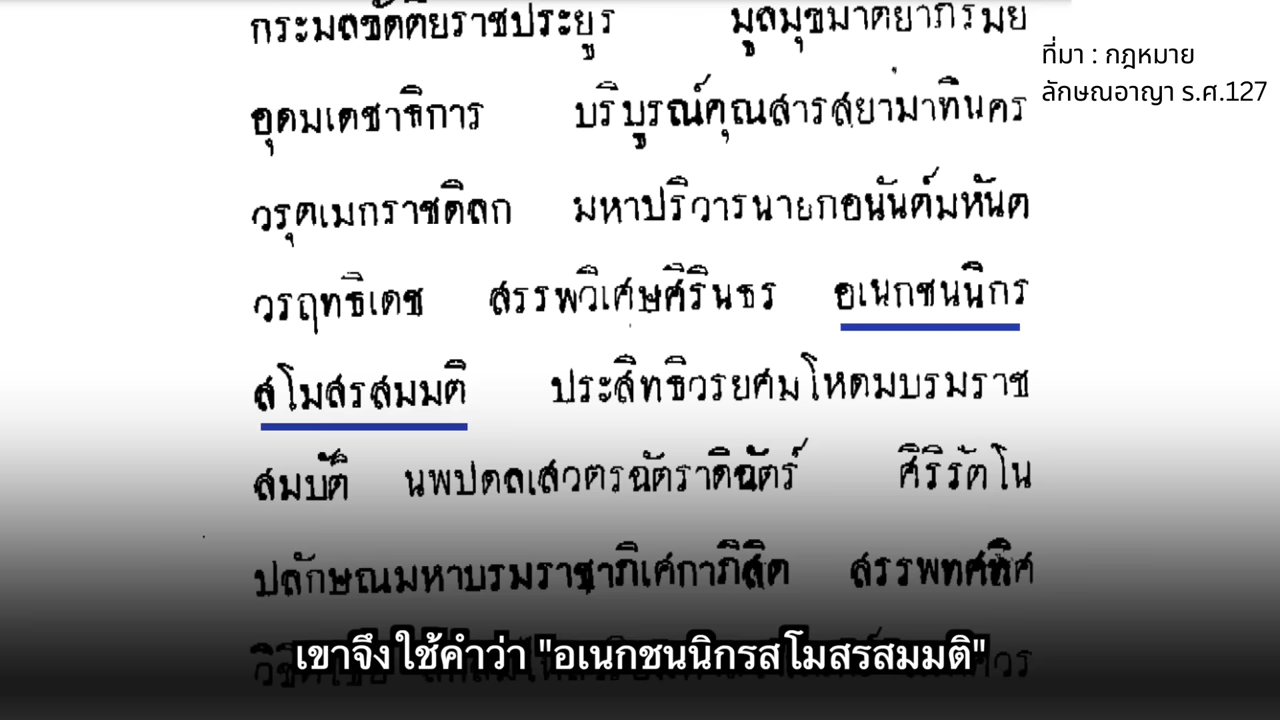 กระมลขัตติยราชประยูร มูลมุขมาตยาภิรมย
ที่มา : กฎหมาย
ลักษณอาญา ร.ศ.127
อุดมเดชาธิการ บริบูรณ์คุณสารสยามาทินคร
วรุตเมกราชดิลก มหาปริวารนายกอนันต์มหันต
วรฤทธิเดช สรรพวิเศษศิรินธร อเนกชนนิกร
สโมสรสมมติ ประสิทธิวรยศมโหดมบรมราช
สมบัติ นพปดลเสวตรฉัตราดิฉัตร์ ศิริรัตโน
ปลักษณมหาบรมราชาภิเศกาภิสิต สรรพทศทิศ
เขาจึงใช้คำว่า "อเนกชนนิกรสโมสรสมมติ"